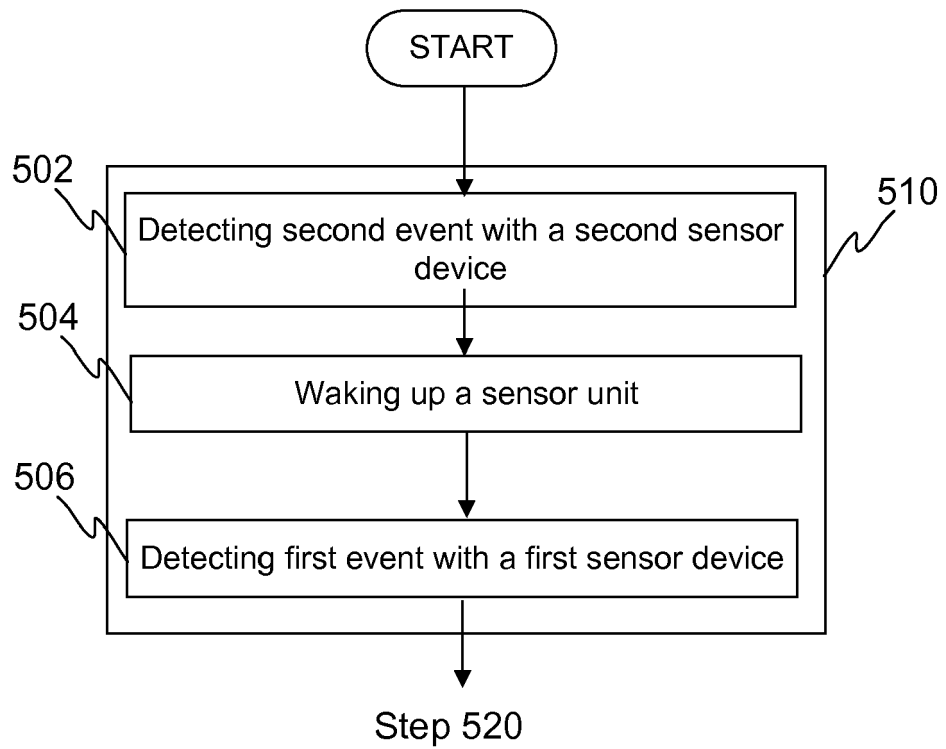 START
502
510
Detecting second event with a second sensor
device
504
Waking up a sensor unit
506
Detecting first event with a first sensor device
Step 520